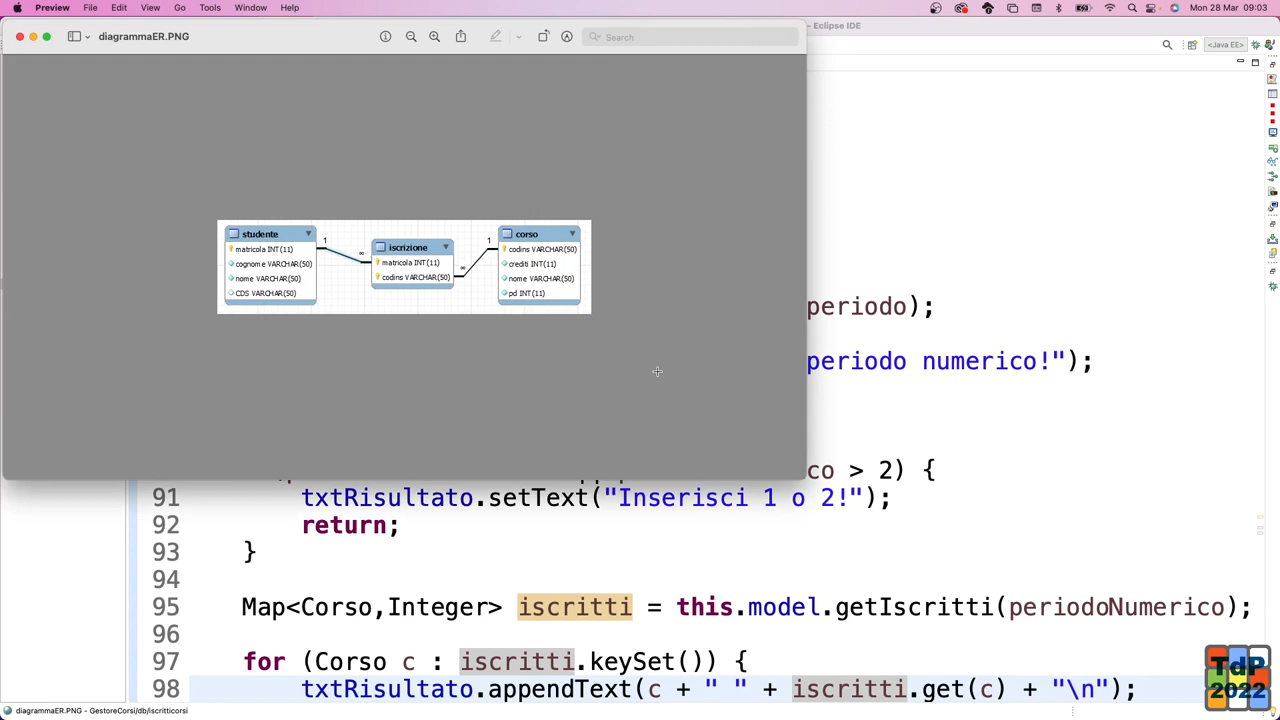 Preview File Edit View Go Tools Window Help
Mon 28 Mar 09:03
diagrammaER.PNG
Search
- Eclipse IDE
<Java EE>
studente
matricola INT(11)
cognome VARCHAR(50)
nome VARCHAR(50)
CDS VARCHAR(50)
1
∞
iscrizione
matricola INT(11)
codins VARCHAR(50)
∞
1
corso
codins VARCHAR(50)
crediti INT(11)
nome VARCHAR(50)
pd INT(11)
periodo);
periodo numerico!");
co > 2) {
91 txtRisultato.setText("Inserisci 1 o 2!");
92 return;
93 }
94
95 Map<Corso,Integer> iscritti = this.model.getIscritti(periodoNumerico);
96
97 for (Corso c : iscritti.keySet()) {
98 txtRisultato.appendText(c + " " + iscritti.get(c) + "\n");
diagrammaER.PNG - GestoreCorsi/db/iscritticorsi
TdP
2022